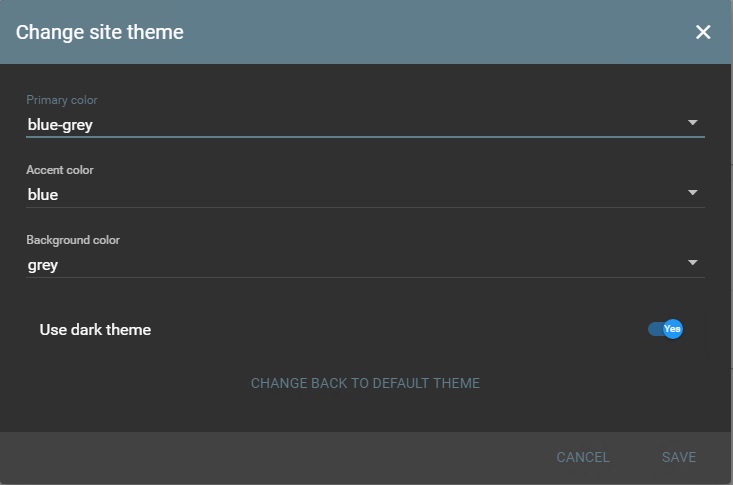 Change site theme
Primary color
blue-grey
Accent color
blue
Background color
grey
Use dark theme
Yes
CHANGE BACK TO DEFAULT THEME
CANCEL
SAVE